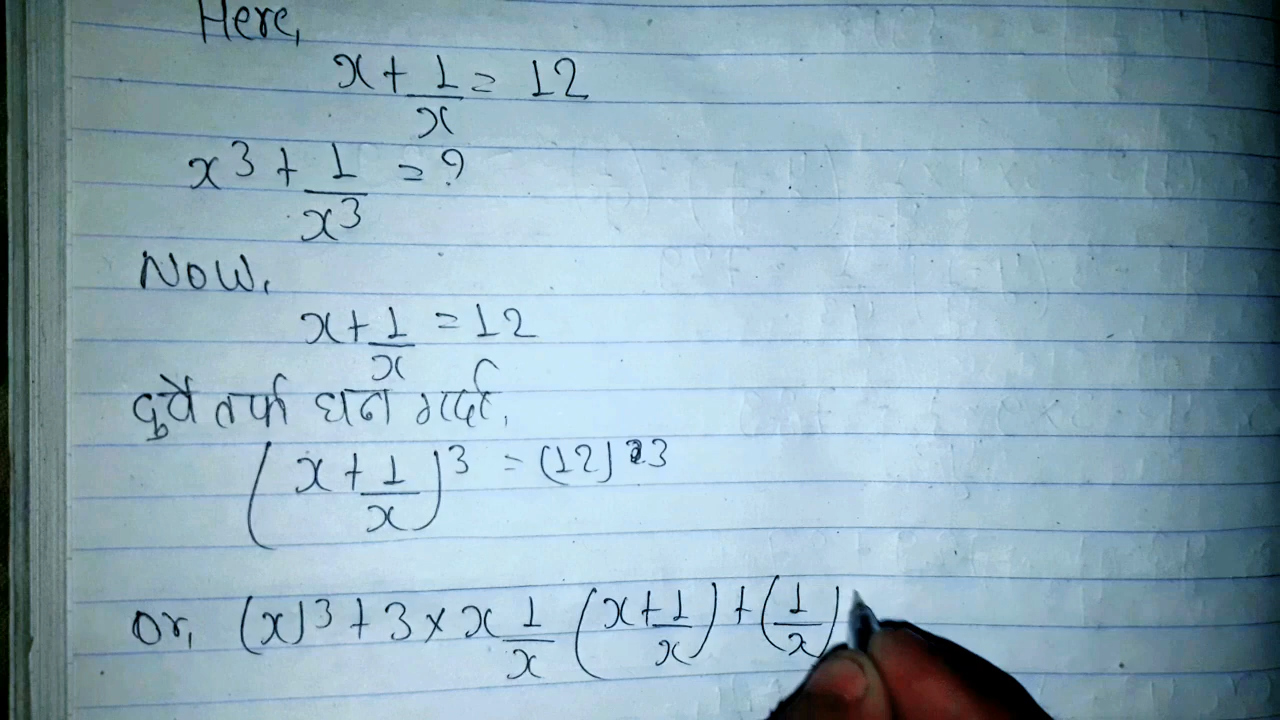 Here,
x + 1/x = 12
x³ + 1/x³ = ?
Now,
x + 1/x = 12
दुवै तर्फ घन गर्दा,
(x + 1/x)³ = (12)3
or, (x)³ + 3 × x 1/x (x + 1/x) + (1/x)